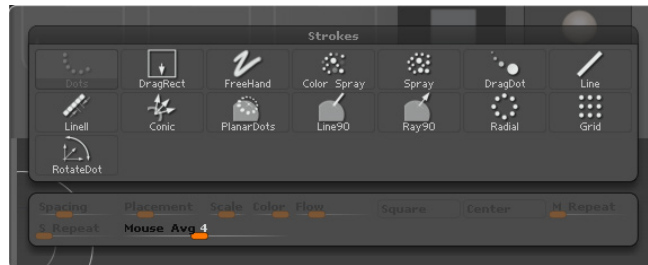 Strokes
Dots DragRect FreeHand Color Spray Spray DragDot Line
LineII Conic PlanarDots Line90 Ray90 Radial Grid
RotateDot
Spacing Placement Scale Color Flow Square Center M Repeat
S Repeat Mouse Avg 4